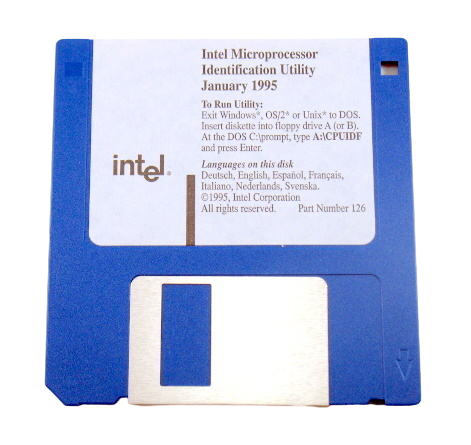 Intel Microprocessor
Identification Utility
January 1995
To Run Utility:
Exit Windows*, OS/2* or Unix* to DOS.
Insert diskette into floppy drive A (or B).
At the DOS C:\prompt, type A:\CPUIDF
and press Enter.
intel®
Languages on this disk
Deutsch, English, Español, Français,
Italiano, Nederlands, Svenska.
©1995, Intel Corporation
All rights reserved. Part Number 126